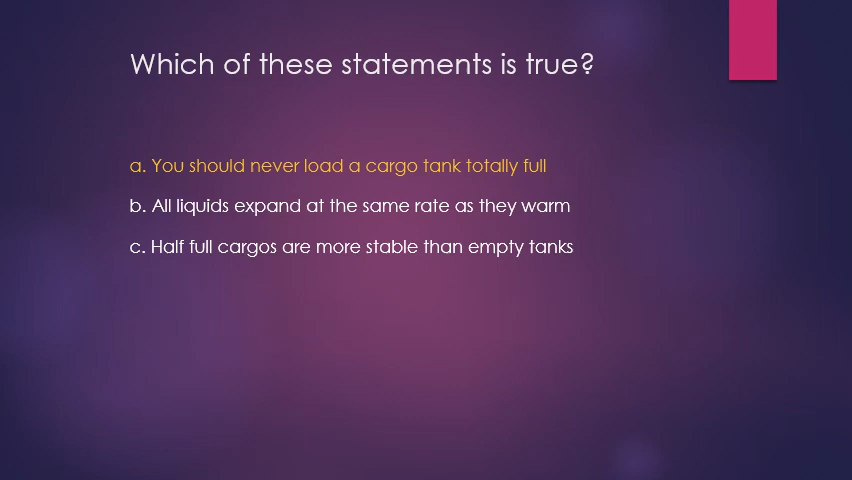 Which of these statements is true?
a. You should never load a cargo tank totally full
b. All liquids expand at the same rate as they warm
c. Half full cargos are more stable than empty tanks